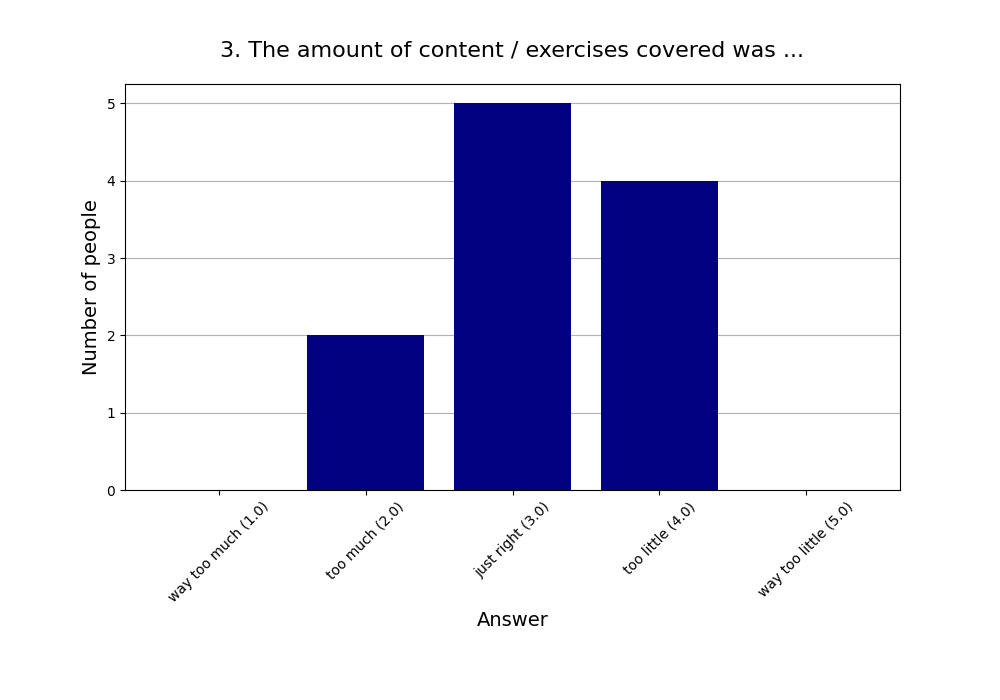 3. The amount of content / exercises covered was ...
Number of people
5
4
3
2
1
0
way too much (1.0)
too much (2.0)
just right (3.0)
too little (4.0)
way too little (5.0)
Answer